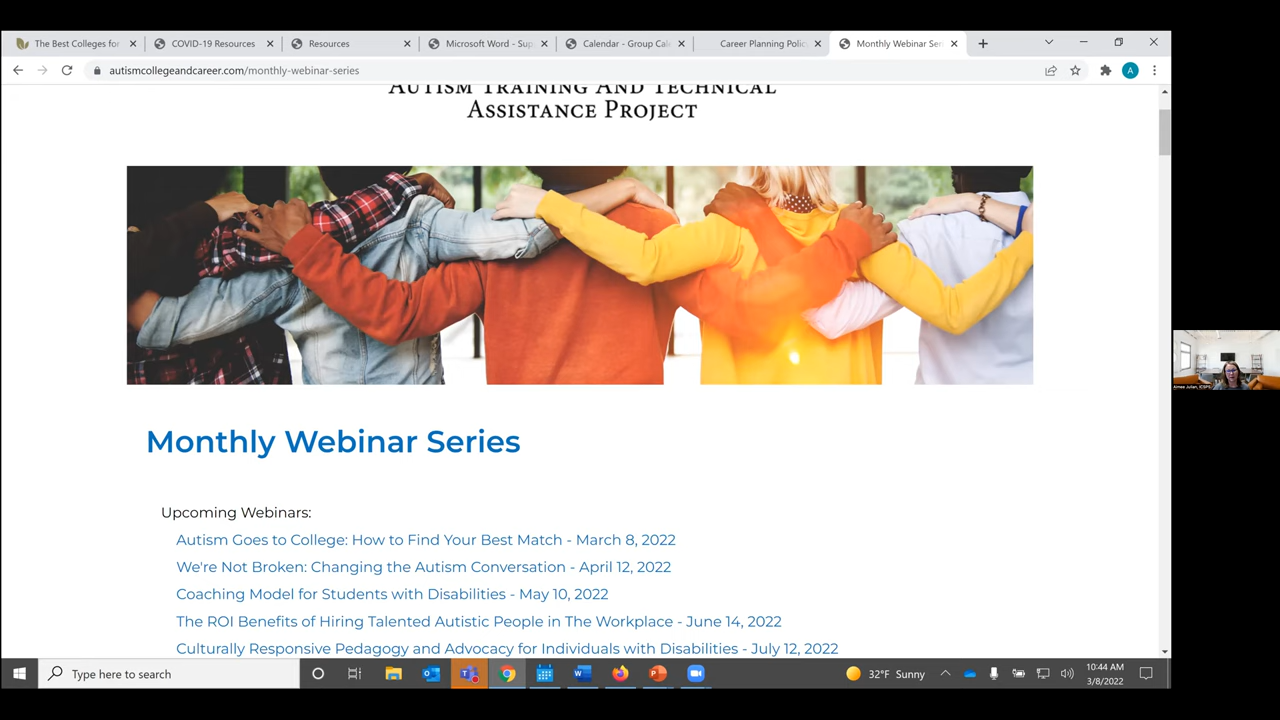 The Best Colleges for
COVID-19 Resources
Resources
Microsoft Word - Sup
Calendar - Group Cal
Career Planning Polic
Monthly Webinar Ser
autismcollegeandcareer.com/monthly-webinar-series
A
AUTISM TRAINING AND TECHNICAL
ASSISTANCE PROJECT
Monthly Webinar Series
Upcoming Webinars:
Autism Goes to College: How to Find Your Best Match - March 8, 2022
We're Not Broken: Changing the Autism Conversation - April 12, 2022
Coaching Model for Students with Disabilities - May 10, 2022
The ROI Benefits of Hiring Talented Autistic People in The Workplace - June 14, 2022
Culturally Responsive Pedagogy and Advocacy for Individuals with Disabilities - July 12, 2022
Aimee Julian, ICSPS
Type here to search
32°F Sunny
10:44 AM
3/8/2022